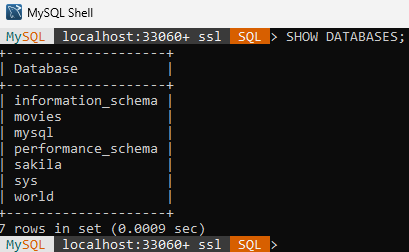 MySQL Shell
MySQL localhost:33060+ ssl SQL > SHOW DATABASES;
+--------------------+
| Database           |
+--------------------+
| information_schema |
| movies             |
| mysql              |
| performance_schema |
| sakila             |
| sys                |
| world              |
+--------------------+
7 rows in set (0.0009 sec)
MySQL localhost:33060+ ssl SQL >